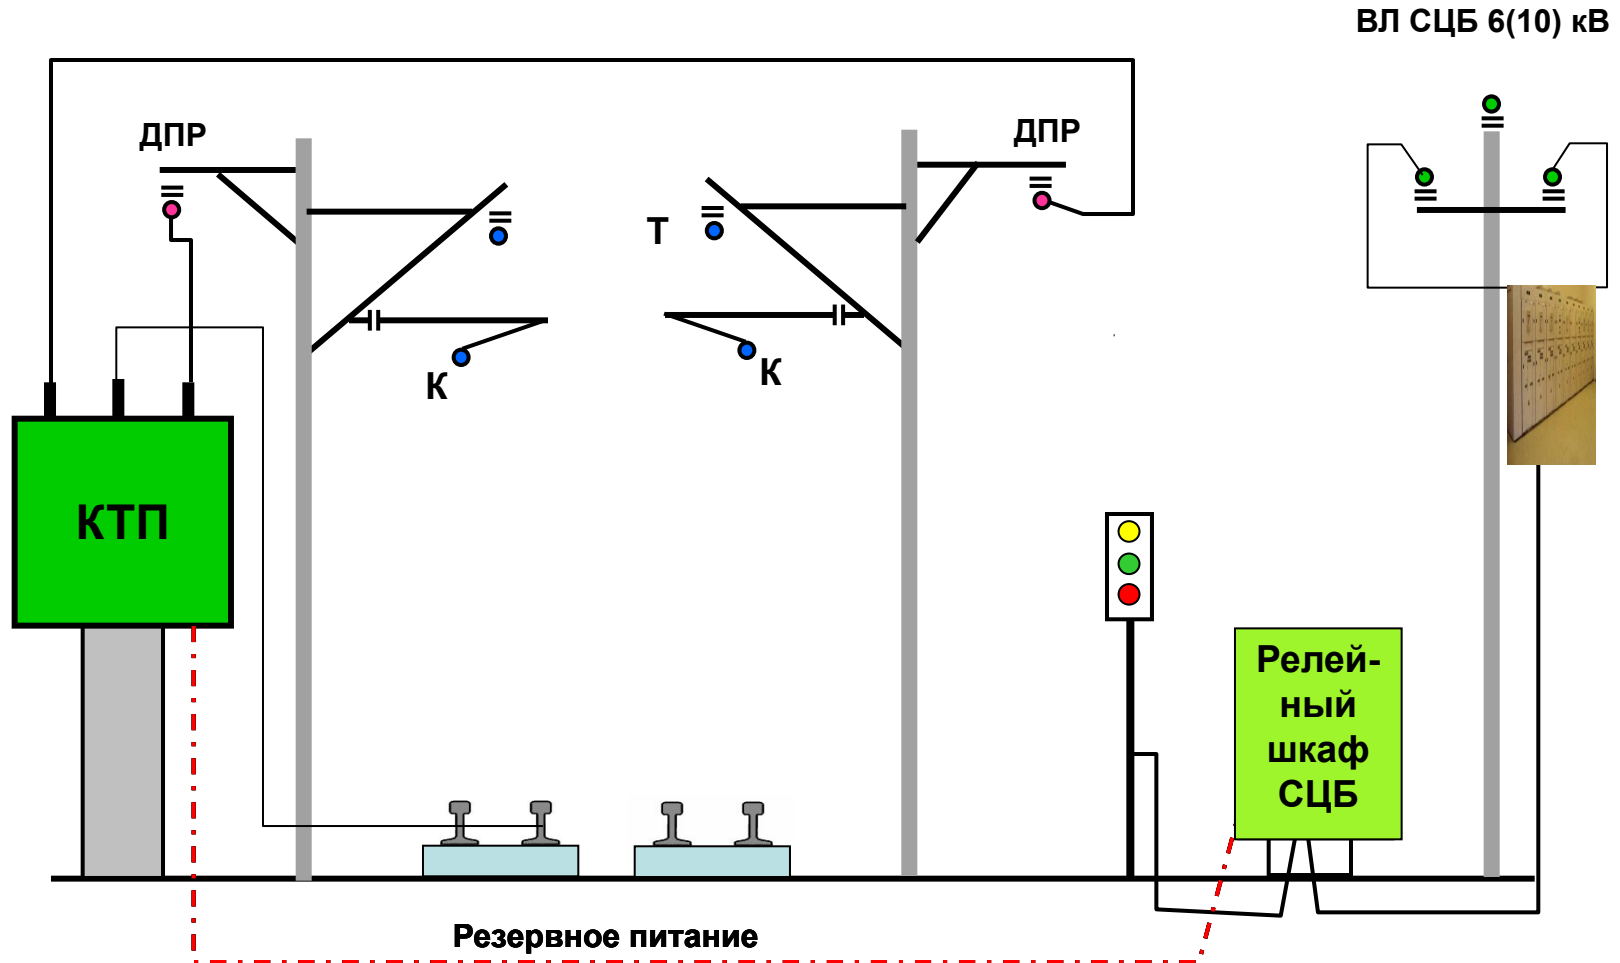 ВЛ СЦБ 6(10) кВ
ДПР
ДПР
Т
К
К
КТП
Релей-
ный
шкаф
СЦБ
Резервное питание